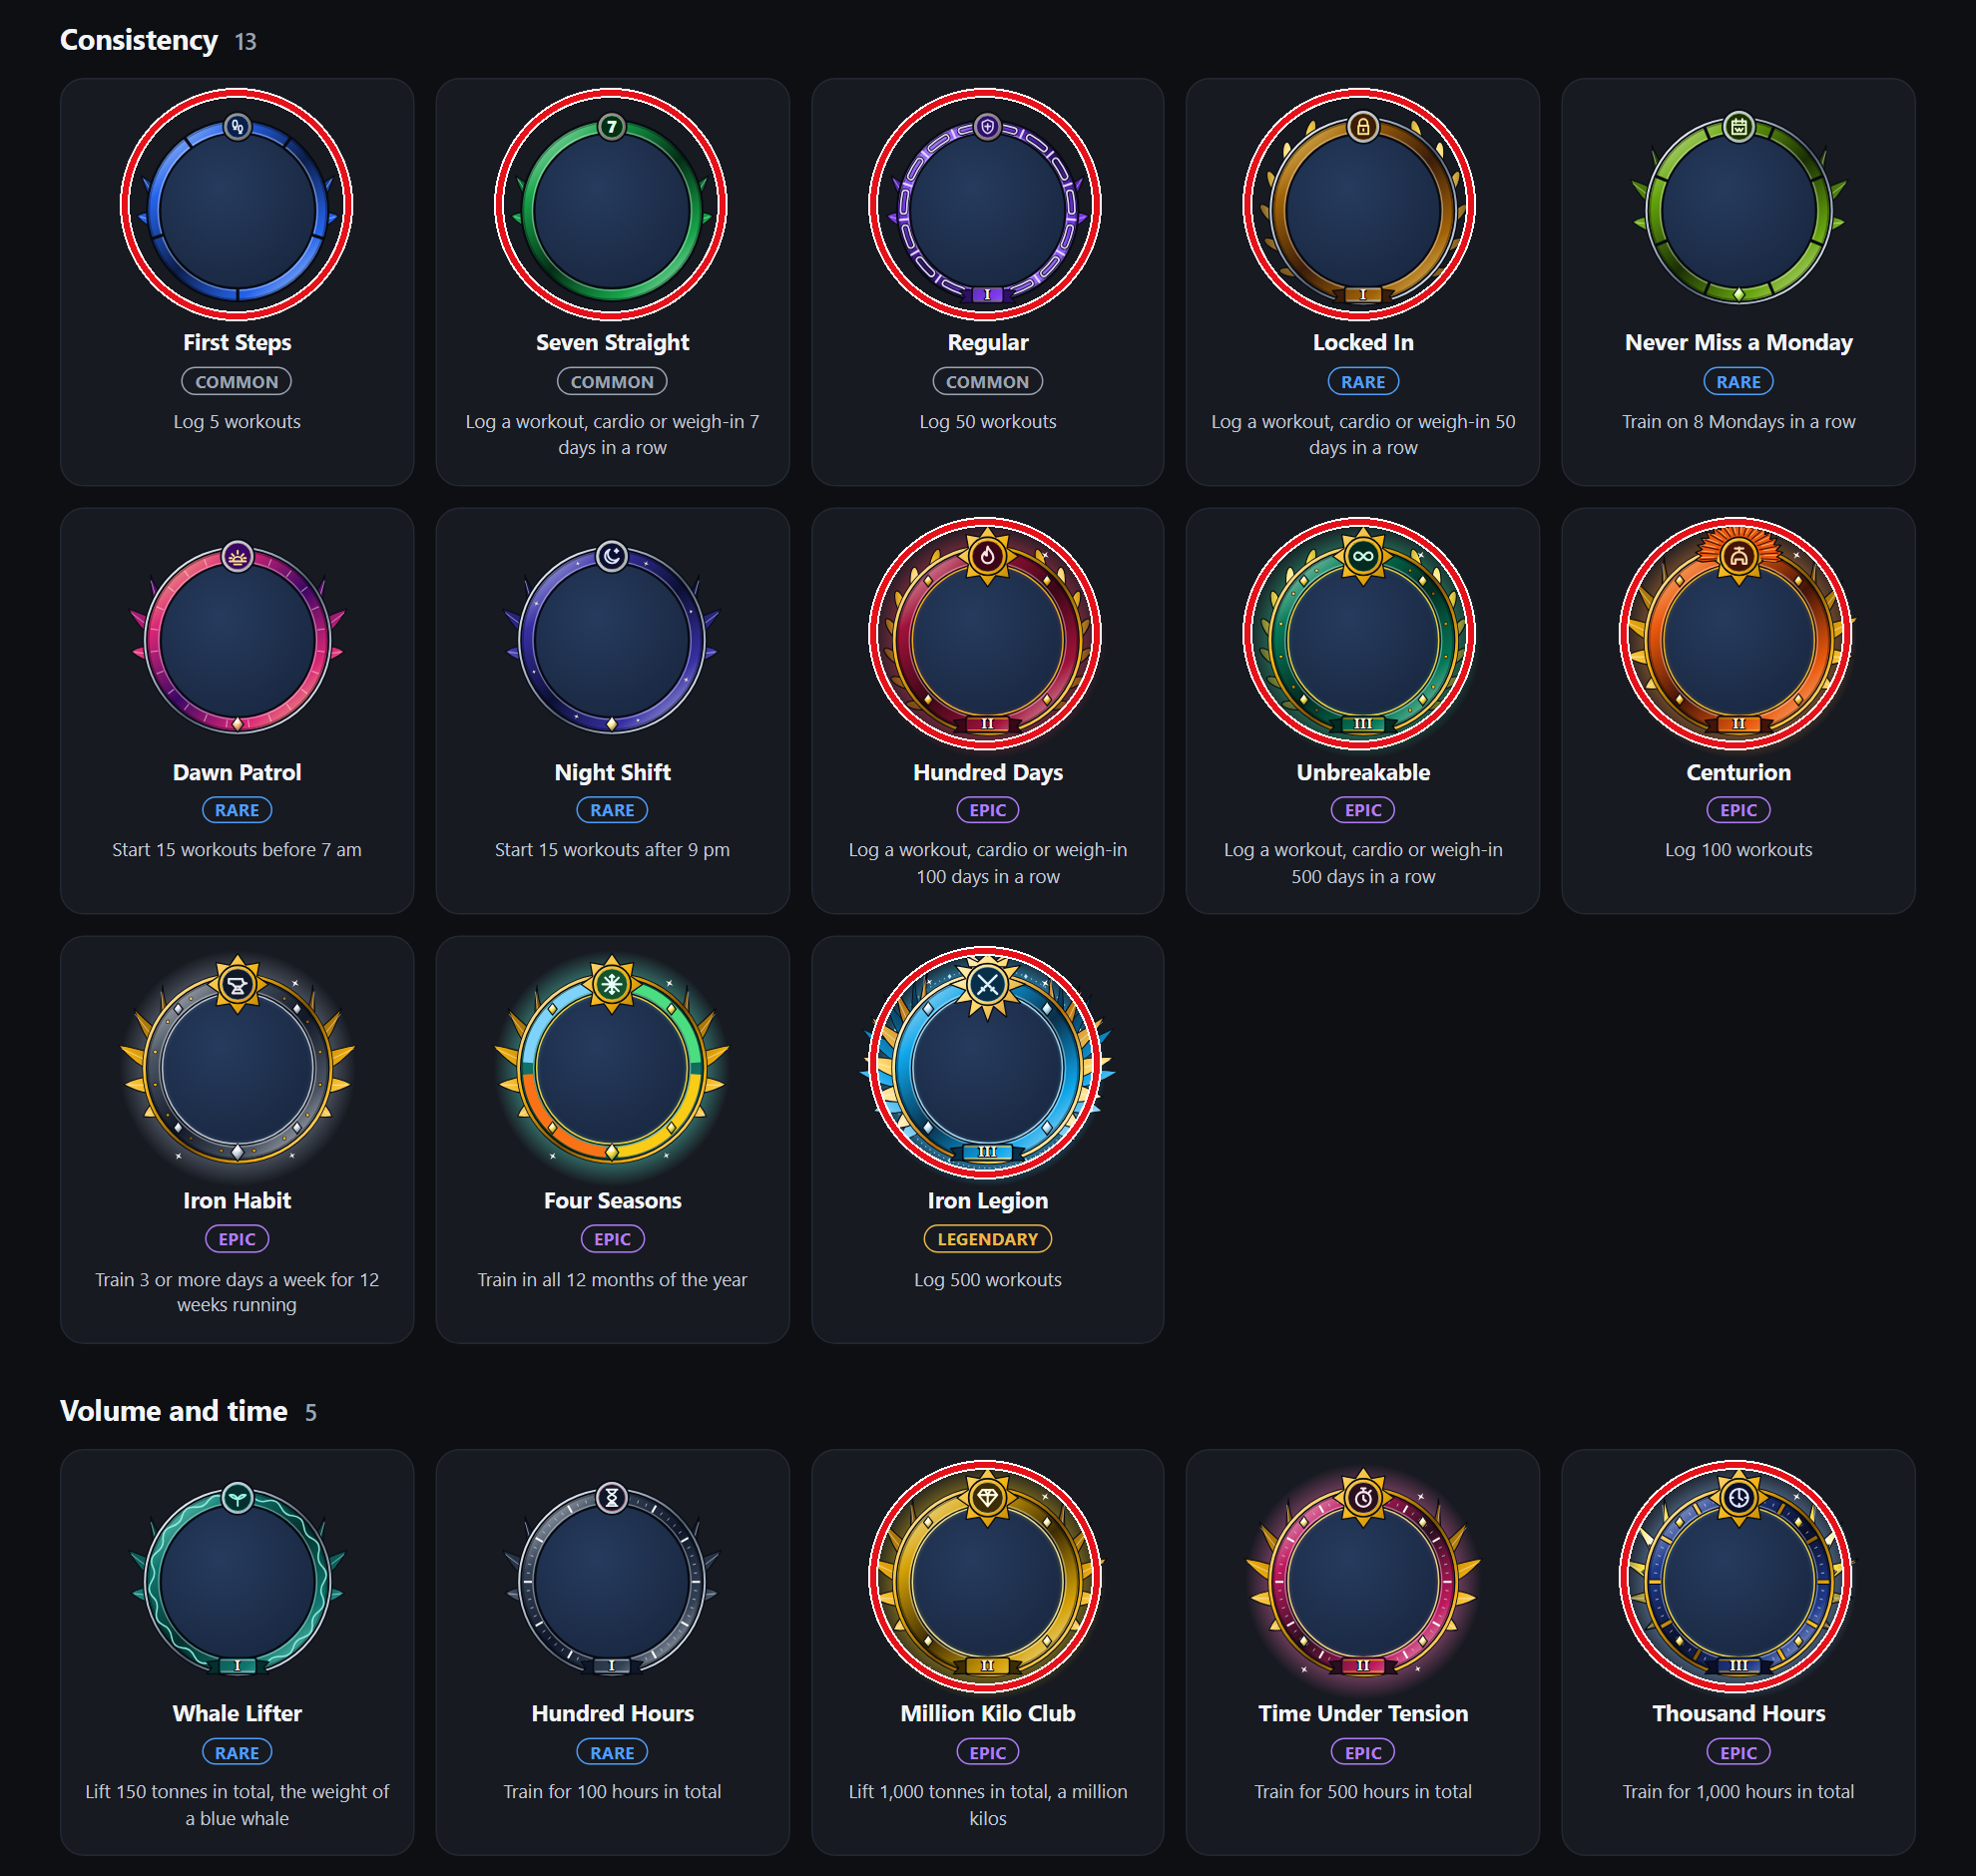 Consistency 13
7
I
I
First Steps
Seven Straight
Regular
Locked In
Never Miss a Monday
COMMON
COMMON
COMMON
RARE
RARE
Log 5 workouts
Log a workout, cardio or weigh-in 7
days in a row
Log 50 workouts
Log a workout, cardio or weigh-in 50
days in a row
Train on 8 Mondays in a row
II
III
II
Dawn Patrol
Night Shift
Hundred Days
Unbreakable
Centurion
RARE
RARE
EPIC
EPIC
EPIC
Start 15 workouts before 7 am
Start 15 workouts after 9 pm
Log a workout, cardio or weigh-in
100 days in a row
Log a workout, cardio or weigh-in
500 days in a row
Log 100 workouts
III
Iron Habit
Four Seasons
Iron Legion
EPIC
EPIC
LEGENDARY
Train 3 or more days a week for 12
weeks running
Train in all 12 months of the year
Log 500 workouts
Volume and time 5
I
I
II
II
III
Whale Lifter
Hundred Hours
Million Kilo Club
Time Under Tension
Thousand Hours
RARE
RARE
EPIC
EPIC
EPIC
Lift 150 tonnes in total, the weight of
a blue whale
Train for 100 hours in total
Lift 1,000 tonnes in total, a million
kilos
Train for 500 hours in total
Train for 1,000 hours in total